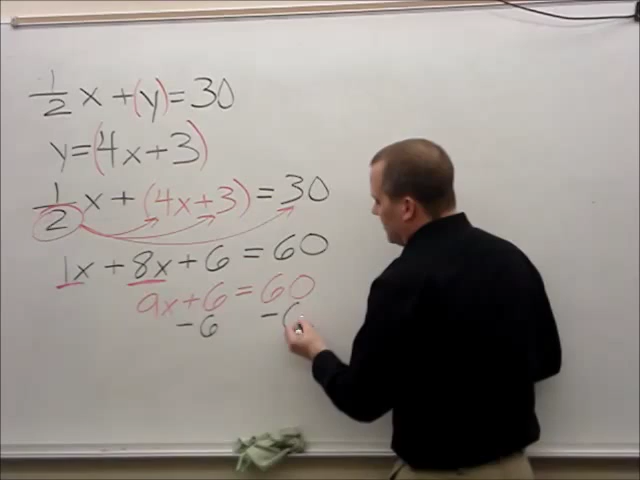 1/2 x + (y) = 30
y = (4x + 3)
1/2 x + (4x + 3) = 30
1x + 8x + 6 = 60
9x + 6 = 60
-6 -6